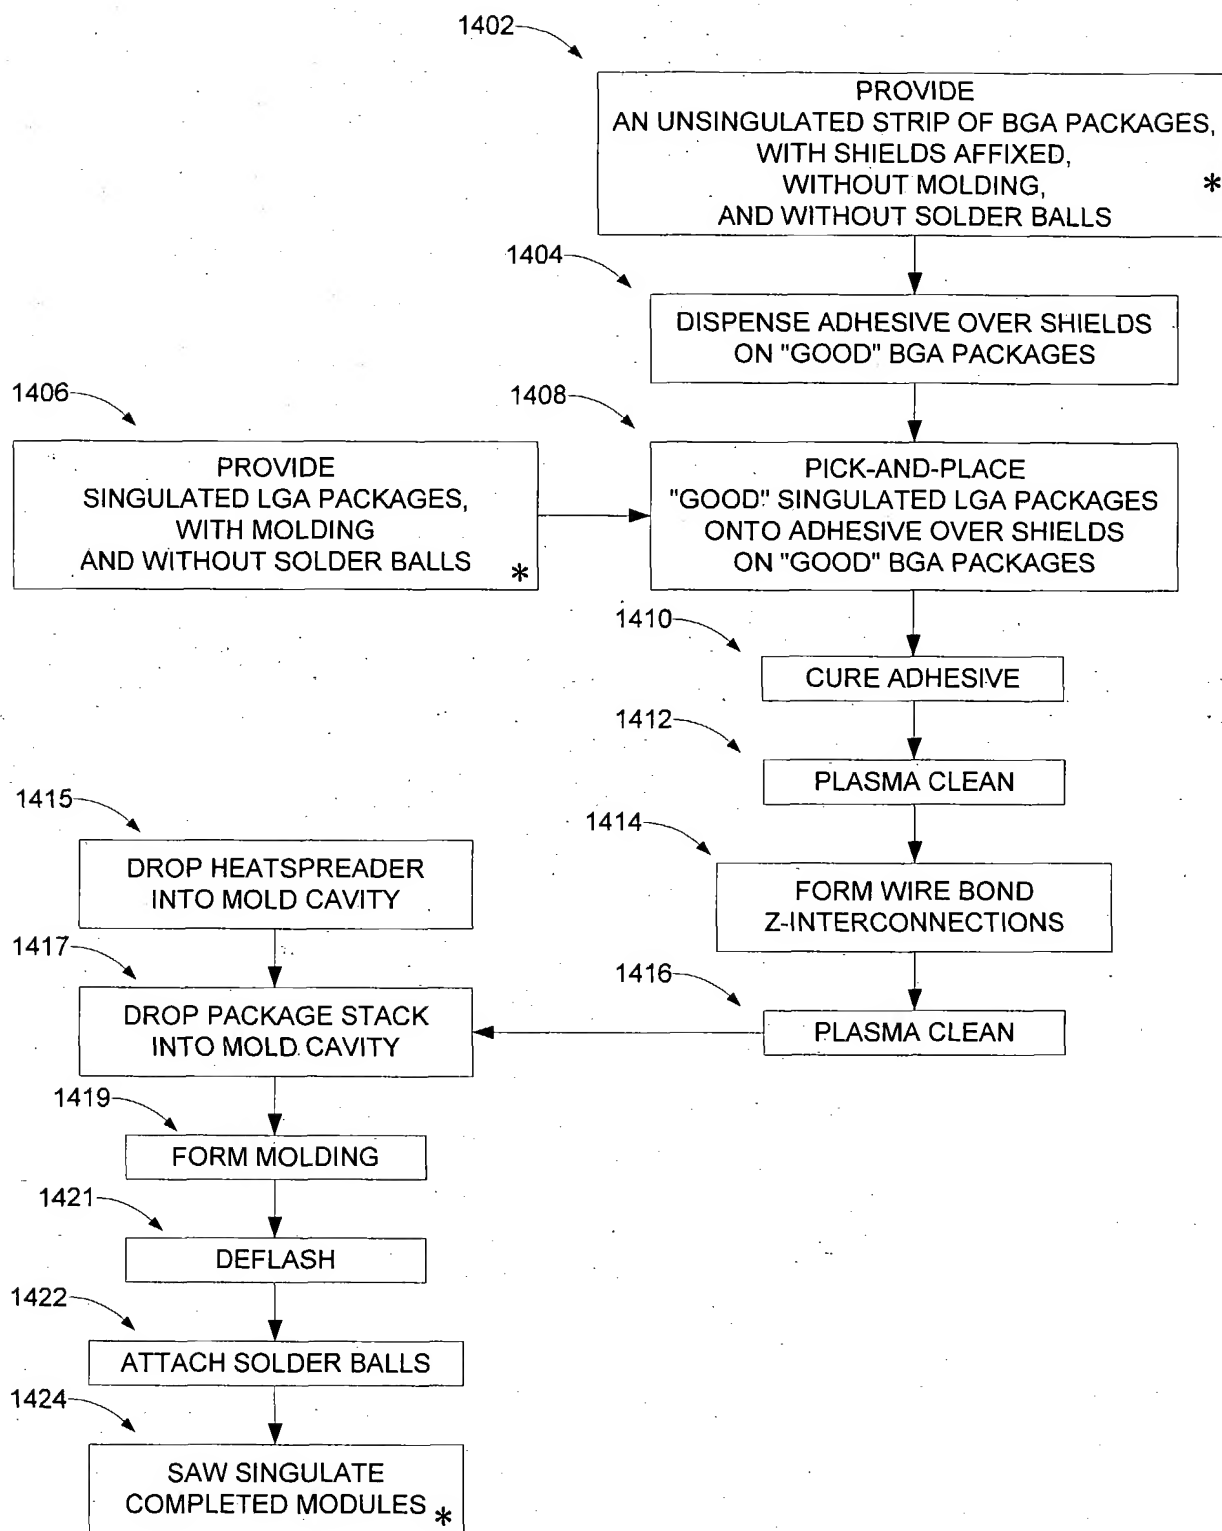 1402
PROVIDE
AN UNSINGULATED STRIP OF BGA PACKAGES,
WITH SHIELDS AFFIXED,
WITHOUT MOLDING,
AND WITHOUT SOLDER BALLS
*
1404
DISPENSE ADHESIVE OVER SHIELDS
ON "GOOD" BGA PACKAGES
1406
PROVIDE
SINGULATED LGA PACKAGES,
WITH MOLDING
AND WITHOUT SOLDER BALLS
*
1408
PICK-AND-PLACE
"GOOD" SINGULATED LGA PACKAGES
ONTO ADHESIVE OVER SHIELDS
ON "GOOD" BGA PACKAGES
1410
CURE ADHESIVE
1412
PLASMA CLEAN
1414
FORM WIRE BOND
Z-INTERCONNECTIONS
1416
PLASMA CLEAN
1415
DROP HEATSPREADER
INTO MOLD CAVITY
1417
DROP PACKAGE STACK
INTO MOLD CAVITY
1419
FORM MOLDING
1421
DEFLASH
1422
ATTACH SOLDER BALLS
1424
SAW SINGULATE
COMPLETED MODULES
*